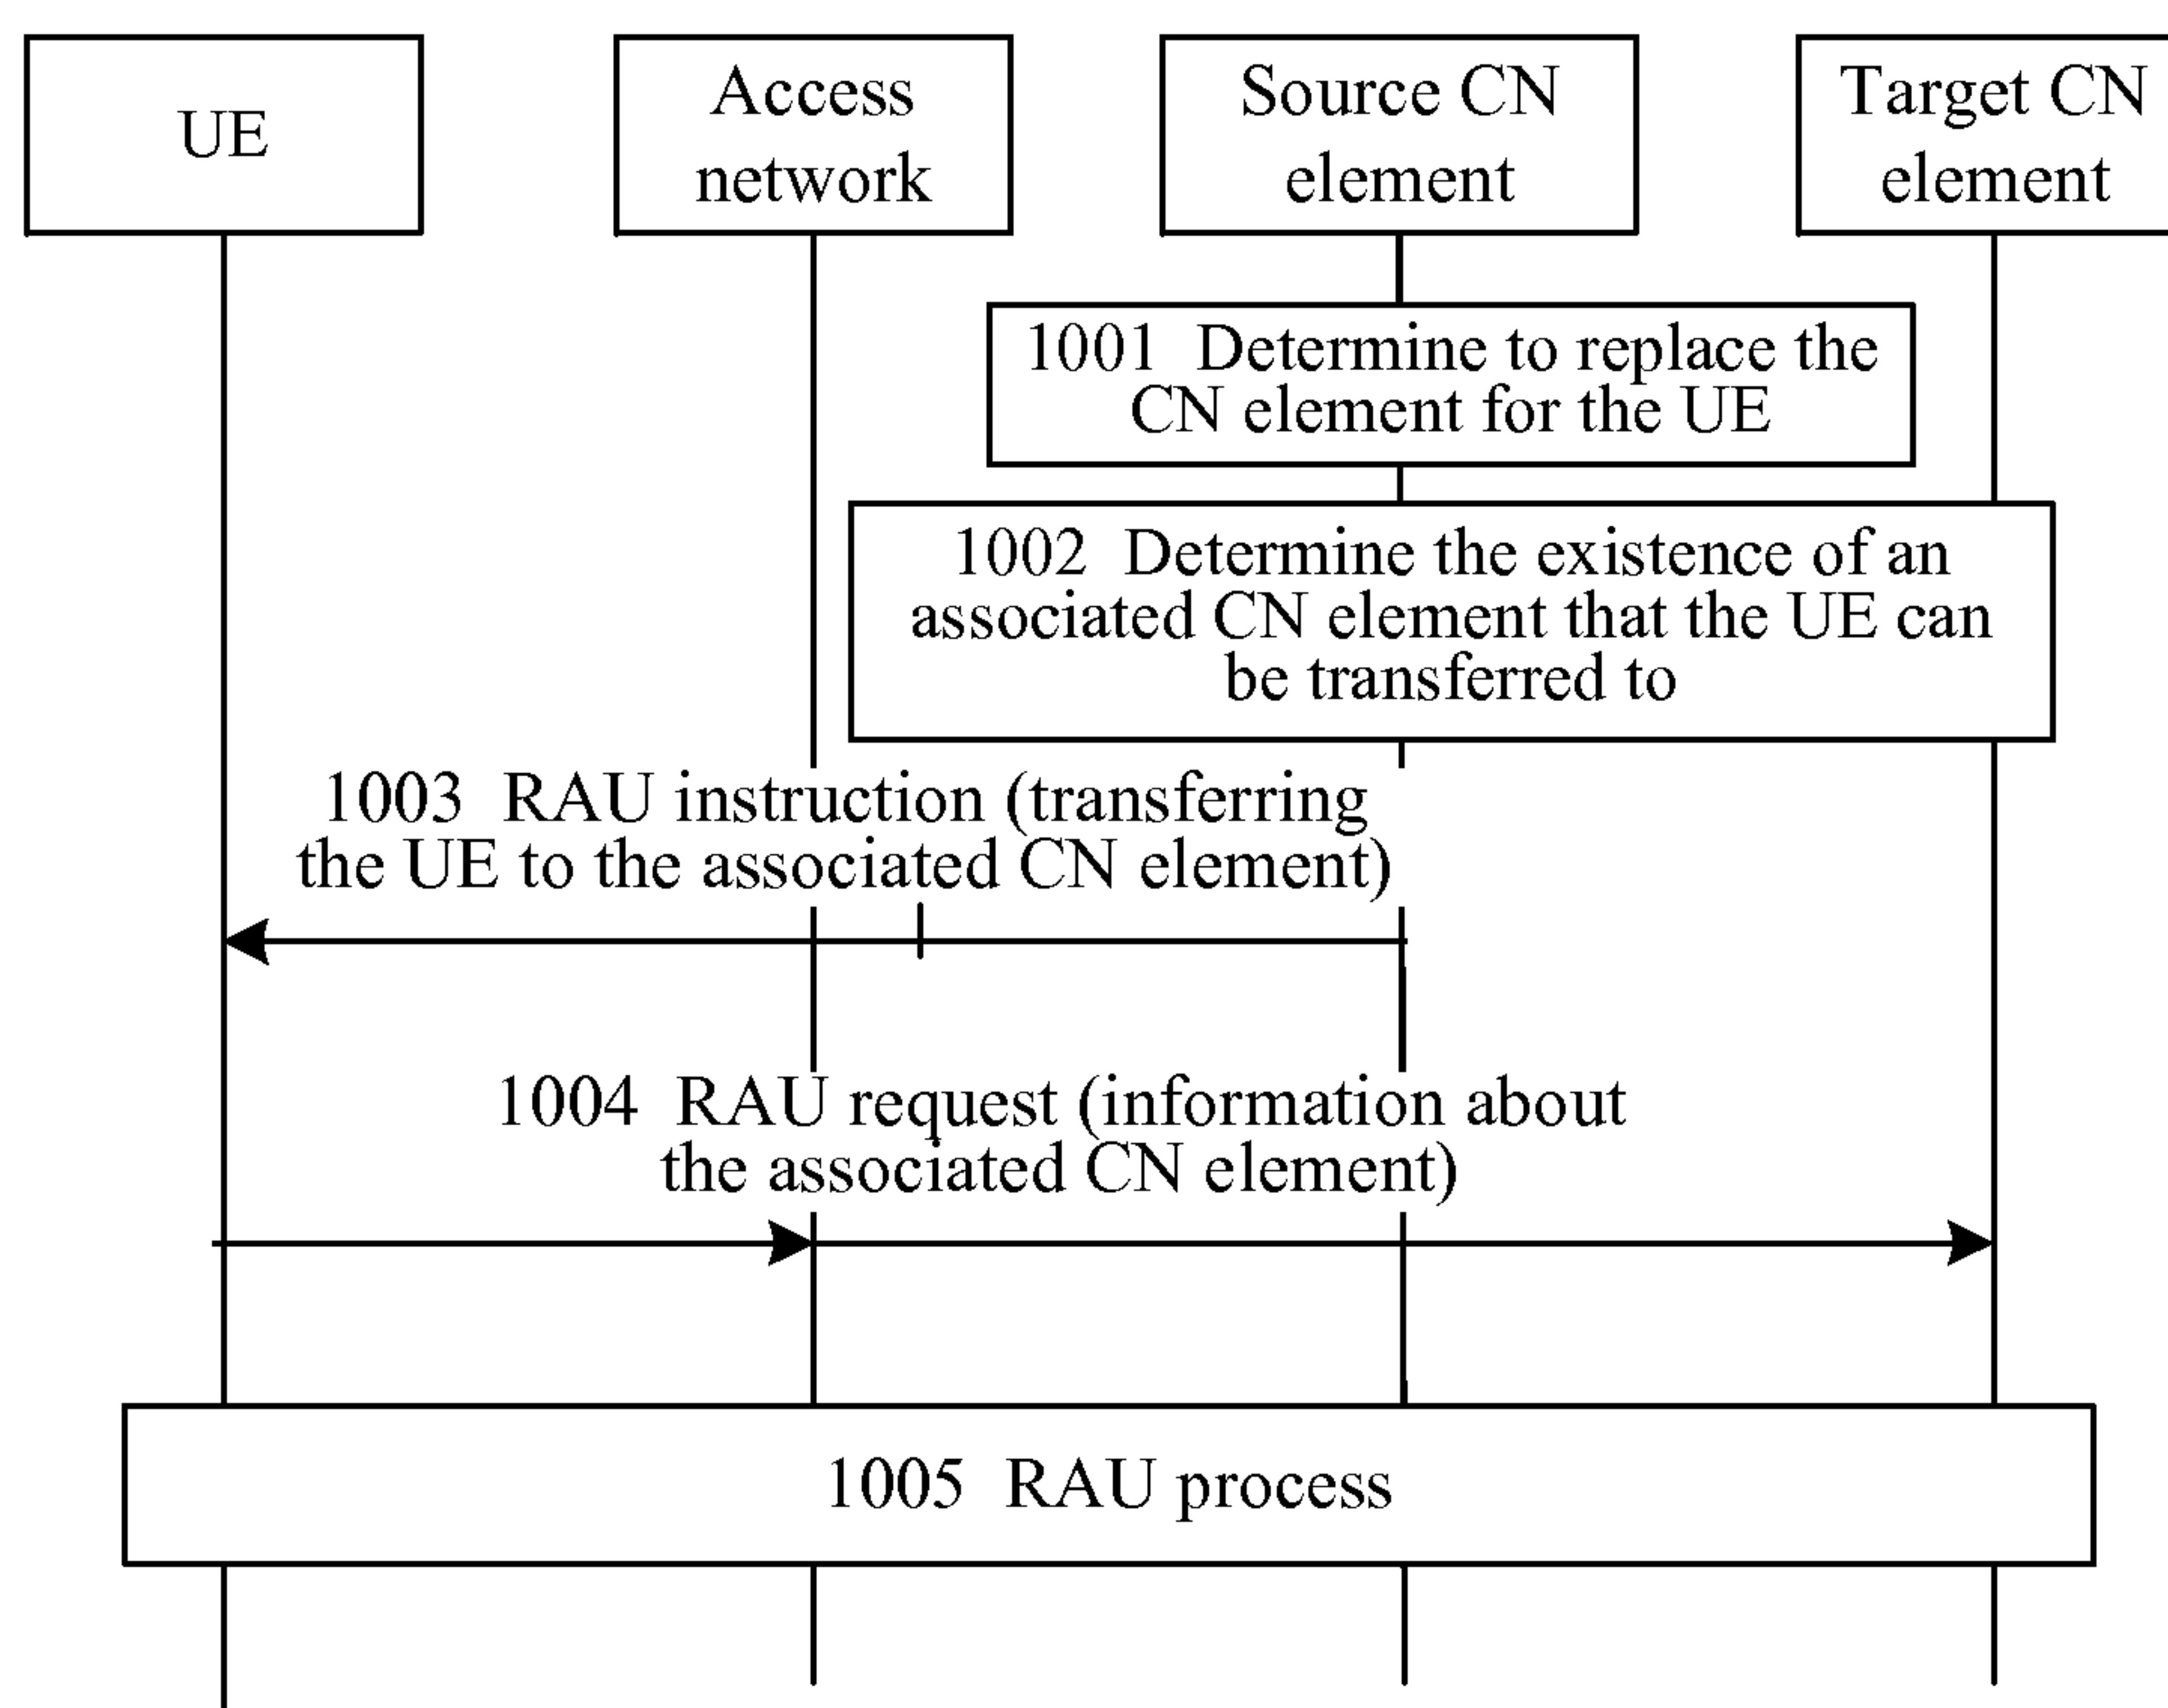 UE
Access
network
Source CN
element
Target CN
element
1001 Determine to replace the
CN element for the UE
1002 Determine the existence of an
associated CN element that the UE can
be transferred to
1003 RAU instruction (transferring
the UE to the associated CN element)
1004 RAU request (information about
the associated CN element)
1005 RAU process